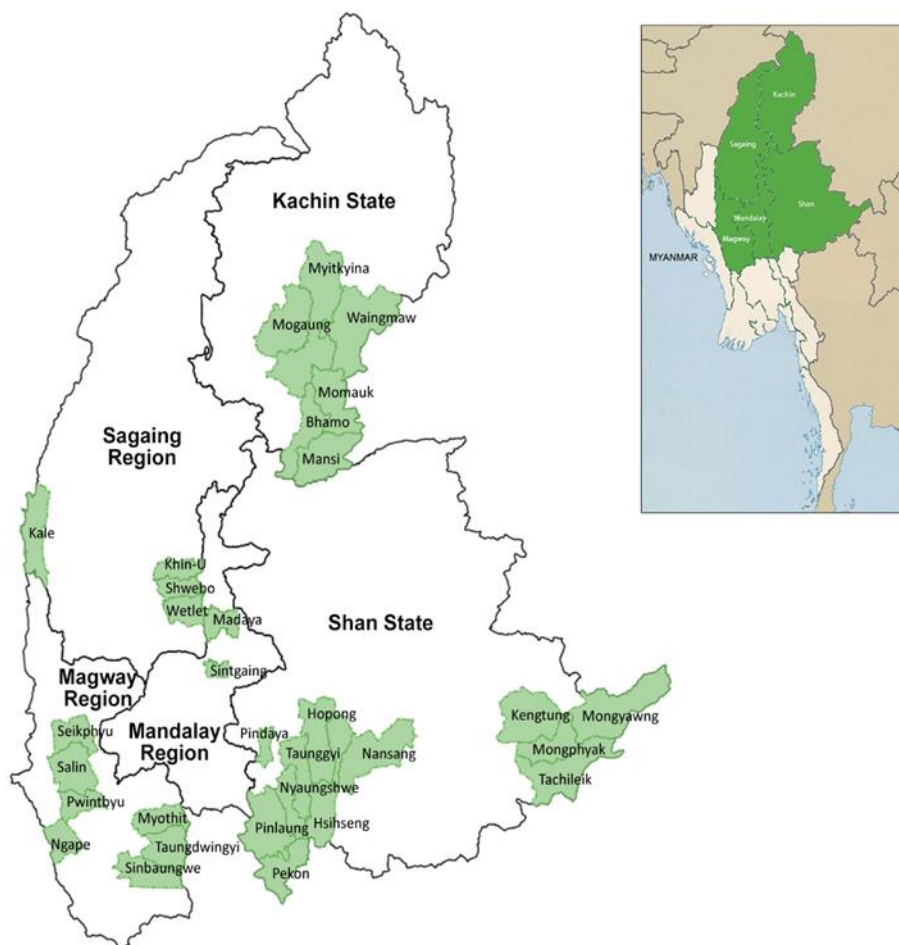 Kachin State
Myitkyina
Mogaung
Waingmaw
Momauk
Bhamo
Mansi
Sagaing
Region
Kale
Khin-U
Shwebo
Wetlet
Madaya
Sintgaing
Shan State
Magway
Region
Mandalay
Region
Seikphyu
Salin
Pwintbyu
Ngape
Myothit
Taungdwingyi
Sinbaungwe
Pindaya
Hopong
Taunggyi
Nansang
Nyaungshwe
Pinlaung
Hsihseng
Pekon
Kengtung
Mongyawng
Mongphyak
Tachileik
Kachin
Sagaing
Shan
Mandalay
Magway
MYANMAR